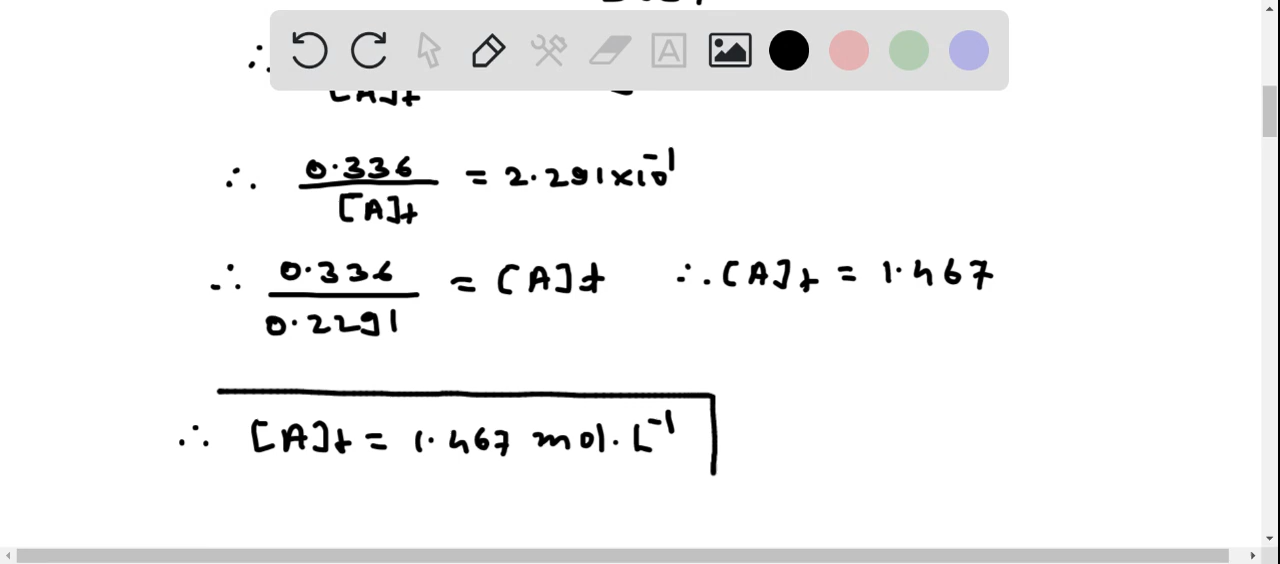 ∴
[A]t
∴ 0.336 / [A]t = 2.291×10⁻¹
∴ 0.336 / 0.2291 = [A]t ∴ [A]t = 1.467
∴ [A]t = 1.467 mol. L⁻¹